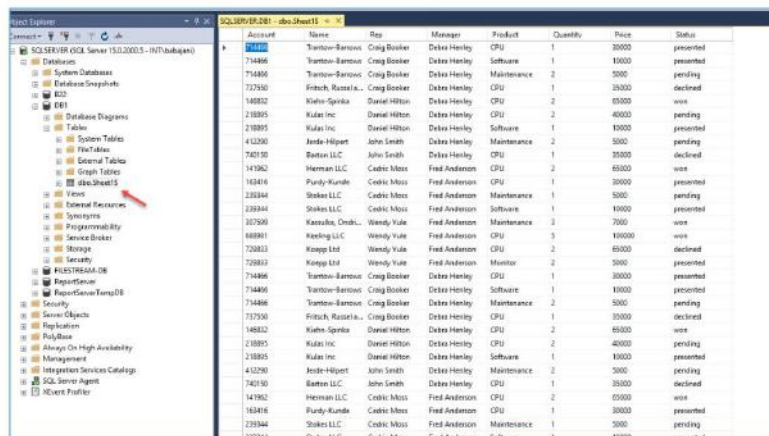 Object Explorer
Connect
SQLSERVER (SQL Server 15.0.2000.5 - INT\babajani)
Databases
System Databases
Database Snapshots
B22
DB1
Database Diagrams
Tables
System Tables
FileTables
External Tables
Graph Tables
dbo.Sheet1$
Views
External Resources
Synonyms
Programmability
Service Broker
Storage
Security
FILESTREAM-DB
ReportServer
ReportServerTempDB
Security
Server Objects
Replication
PolyBase
Always On High Availability
Management
Integration Services Catalogs
SQL Server Agent
XEvent Profiler
SQLSERVER.DB1 - dbo.Sheet1$
Account Name Rep Manager Product Quantity Price Status
714466 Trantow-Barrows Craig Booker Debra Henley CPU 1 30000 presented
714466 Trantow-Barrows Craig Booker Debra Henley Software 1 10000 presented
714466 Trantow-Barrows Craig Booker Debra Henley Maintenance 2 5000 pending
737550 Fritsch, Russel a... Craig Booker Debra Henley CPU 1 35000 declined
146832 Kiehn-Spinka Daniel Hilton Debra Henley CPU 2 65000 won
218895 Kulas Inc Daniel Hilton Debra Henley CPU 2 40000 pending
218895 Kulas Inc Daniel Hilton Debra Henley Software 1 10000 presented
412290 Jerde-Hilpert John Smith Debra Henley Maintenance 2 5000 pending
740150 Barton LLC John Smith Debra Henley CPU 1 35000 declined
141962 Herman LLC Cedric Moss Fred Anderson CPU 2 65000 won
163416 Purdy-Kunde Cedric Moss Fred Anderson CPU 1 30000 presented
239344 Stokes LLC Cedric Moss Fred Anderson Maintenance 1 5000 pending
239344 Stokes LLC Cedric Moss Fred Anderson Software 1 10000 presented
307599 Kassulke, Ondri... Wendy Yule Fred Anderson Maintenance 3 7000 won
688981 Keeling LLC Wendy Yule Fred Anderson CPU 5 100000 won
729833 Koepp Ltd Wendy Yule Fred Anderson CPU 2 65000 declined
729833 Koepp Ltd Wendy Yule Fred Anderson Monitor 2 5000 presented
714466 Trantow-Barrows Craig Booker Debra Henley CPU 1 30000 presented
714466 Trantow-Barrows Craig Booker Debra Henley Software 1 10000 presented
714466 Trantow-Barrows Craig Booker Debra Henley Maintenance 2 5000 pending
737550 Fritsch, Russel a... Craig Booker Debra Henley CPU 1 35000 declined
146832 Kiehn-Spinka Daniel Hilton Debra Henley CPU 2 65000 won
218895 Kulas Inc Daniel Hilton Debra Henley CPU 2 40000 pending
218895 Kulas Inc Daniel Hilton Debra Henley Software 1 10000 presented
412290 Jerde-Hilpert John Smith Debra Henley Maintenance 2 5000 pending
740150 Barton LLC John Smith Debra Henley CPU 1 35000 declined
141962 Herman LLC Cedric Moss Fred Anderson CPU 2 65000 won
163416 Purdy-Kunde Cedric Moss Fred Anderson CPU 1 30000 presented
239344 Stokes LLC Cedric Moss Fred Anderson Maintenance 1 5000 pending